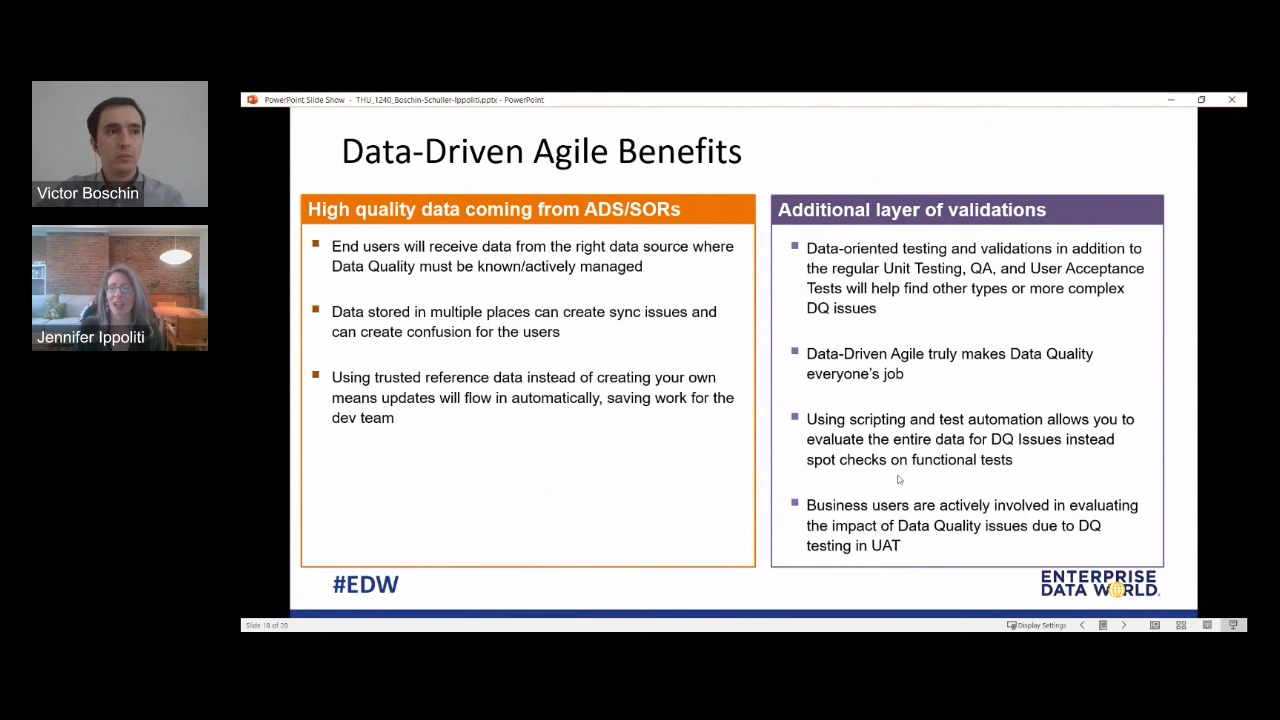 PowerPoint Slide Show - THU_1240_Boschin-Schuller-Ippoliti.pptx - PowerPoint
Victor Boschin
Jennifer Ippoliti
Data-Driven Agile Benefits
High quality data coming from ADS/SORs
End users will receive data from the right data source where
Data Quality must be known/actively managed
Data stored in multiple places can create sync issues and
can create confusion for the users
Using trusted reference data instead of creating your own
means updates will flow in automatically, saving work for the
dev team
Additional layer of validations
Data-oriented testing and validations in addition to
the regular Unit Testing, QA, and User Acceptance
Tests will help find other types or more complex
DQ issues
Data-Driven Agile truly makes Data Quality
everyone's job
Using scripting and test automation allows you to
evaluate the entire data for DQ Issues instead
spot checks on functional tests
Business users are actively involved in evaluating
the impact of Data Quality issues due to DQ
testing in UAT
#EDW
ENTERPRISE
DATA WORLD
Slide 18 of 20
Display Settings